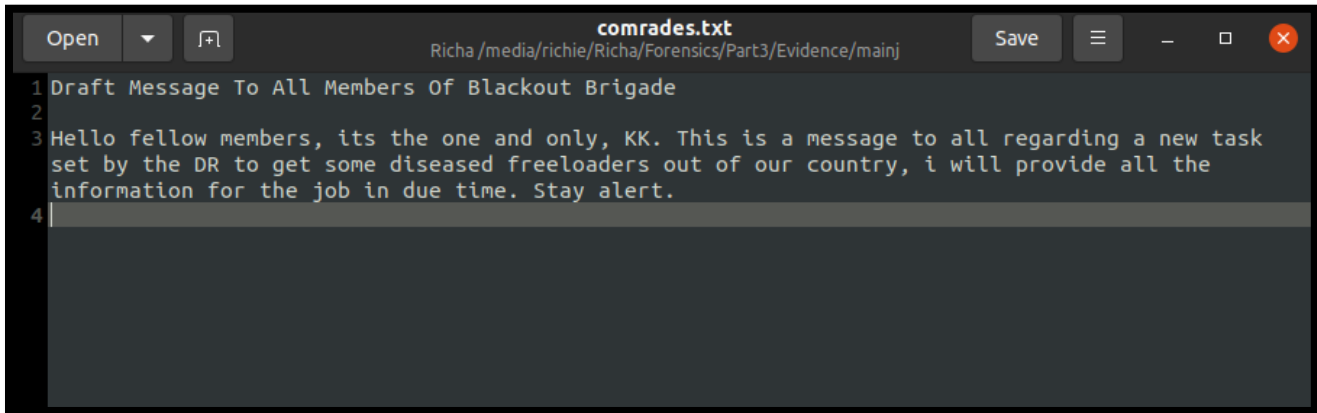 Open
comrades.txt
Richa /media/richie/Richa/Forensics/Part3/Evidence/mainj
Save
1 Draft Message To All Members Of Blackout Brigade
2
3 Hello fellow members, its the one and only, KK. This is a message to all regarding a new task
set by the DR to get some diseased freeloaders out of our country, i will provide all the
information for the job in due time. Stay alert.
4